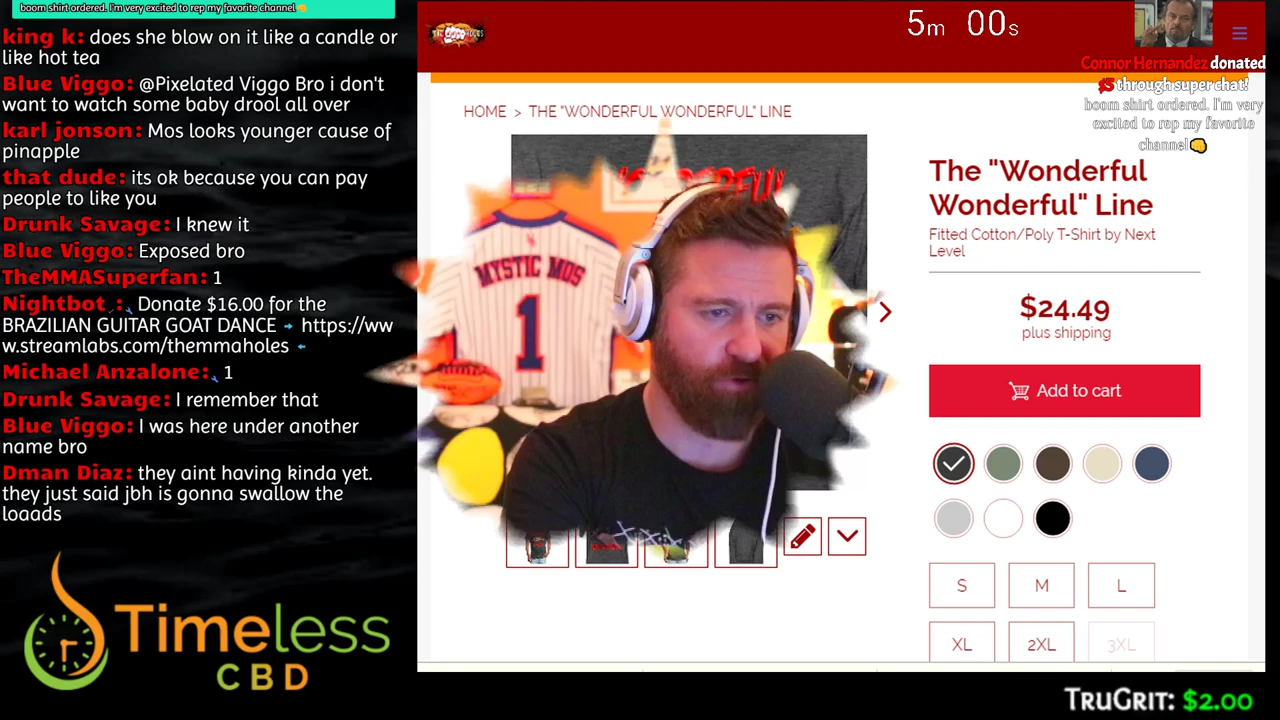 boom shirt ordered. I'm very excited to rep my favorite channel👊
king k: does she blow on it like a candle or
like hot tea
Blue Viggo: @Pixelated Viggo Bro i don't
want to watch some baby drool all over
karl jonson: Mos looks younger cause of
pinapple
that dude: its ok because you can pay
people to like you
Drunk Savage: I knew it
Blue Viggo: Exposed bro
TheMMASuperfan: 1
Nightbot : Donate $16.00 for the
BRAZILIAN GUITAR GOAT DANCE ➡ https://ww
w.streamlabs.com/themmaholes ⬅
Michael Anzalone: 1
Drunk Savage: I remember that
Blue Viggo: I was here under another
name bro
Dman Diaz: they aint having kinda yet.
they just said jbh is gonna swallow the
loaads
Timeless
CBD
5m 00s
Connor Hernandez donated
$5 through super chat!
boom shirt ordered. I'm very
excited to rep my favorite
channel👊
HOME > THE "WONDERFUL WONDERFUL" LINE
MYSTIC MOS
1
The "Wonderful
Wonderful" Line
Fitted Cotton/Poly T-Shirt by Next
Level
$24.49
plus shipping
Add to cart
S M L
XL 2XL 3XL
TRUGRIT: $2.00